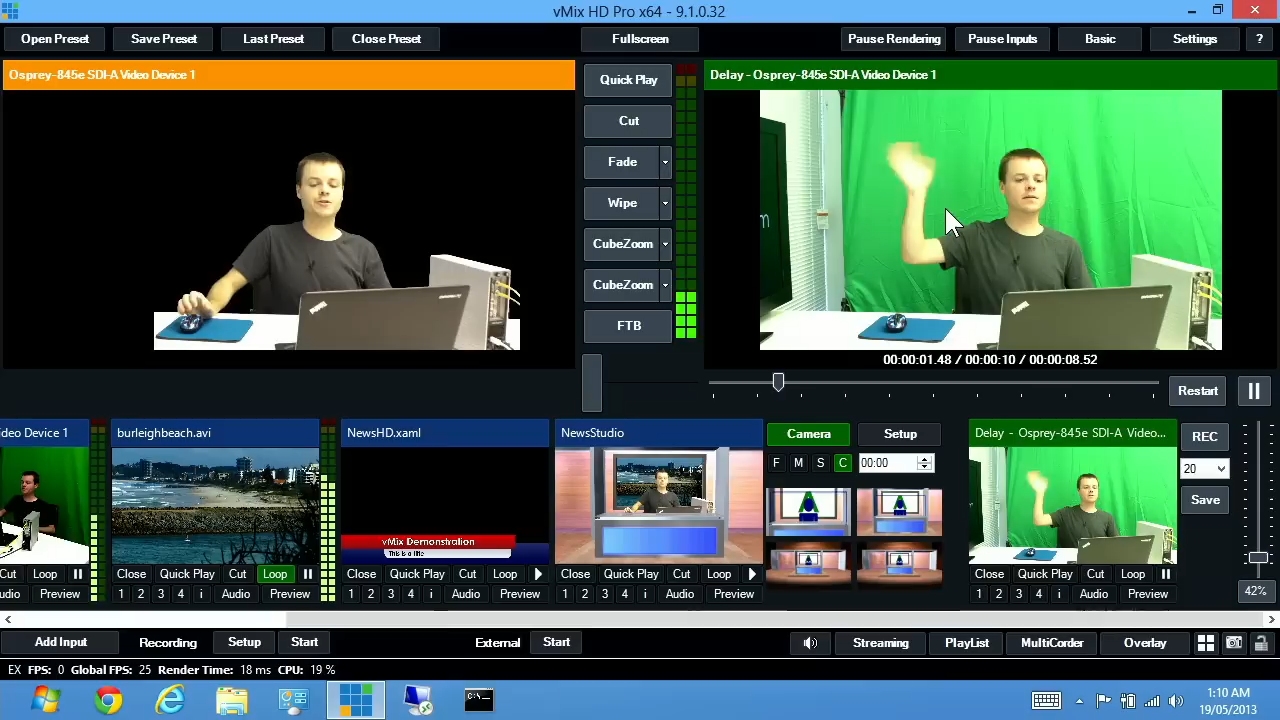 vMix HD Pro x64 - 9.1.0.32
Open Preset
Save Preset
Last Preset
Close Preset
Fullscreen
Pause Rendering
Pause Inputs
Basic
Settings
?
Osprey-845e SDI-A Video Device 1
Quick Play
Cut
Fade
Wipe
CubeZoom
CubeZoom
FTB
Delay - Osprey-845e SDI-A Video Device 1
m
00:00:01.48 / 00:00:10 / 00:00:08.52
Restart
ideo Device 1
Cut Loop
udio Preview
burleighbeach.avi
Close Quick Play Cut Loop
1 2 3 4 i Audio Preview
NewsHD.xaml
vMix Demonstration
This is a title
Close Quick Play Cut Loop
1 2 3 4 i Audio Preview
NewsStudio
Close Quick Play Cut Loop
1 2 3 4 i Audio Preview
Camera Setup
F M S C 00:00
Delay - Osprey-845e SDI-A Video...
Close Quick Play Cut Loop
1 2 3 4 i Audio Preview
REC
20
Save
42%
Add Input
Recording
Setup
Start
External
Start
Streaming
PlayList
MultiCorder
Overlay
EX FPS: 0 Global FPS: 25 Render Time: 18 ms CPU: 19 %
1:10 AM
19/05/2013